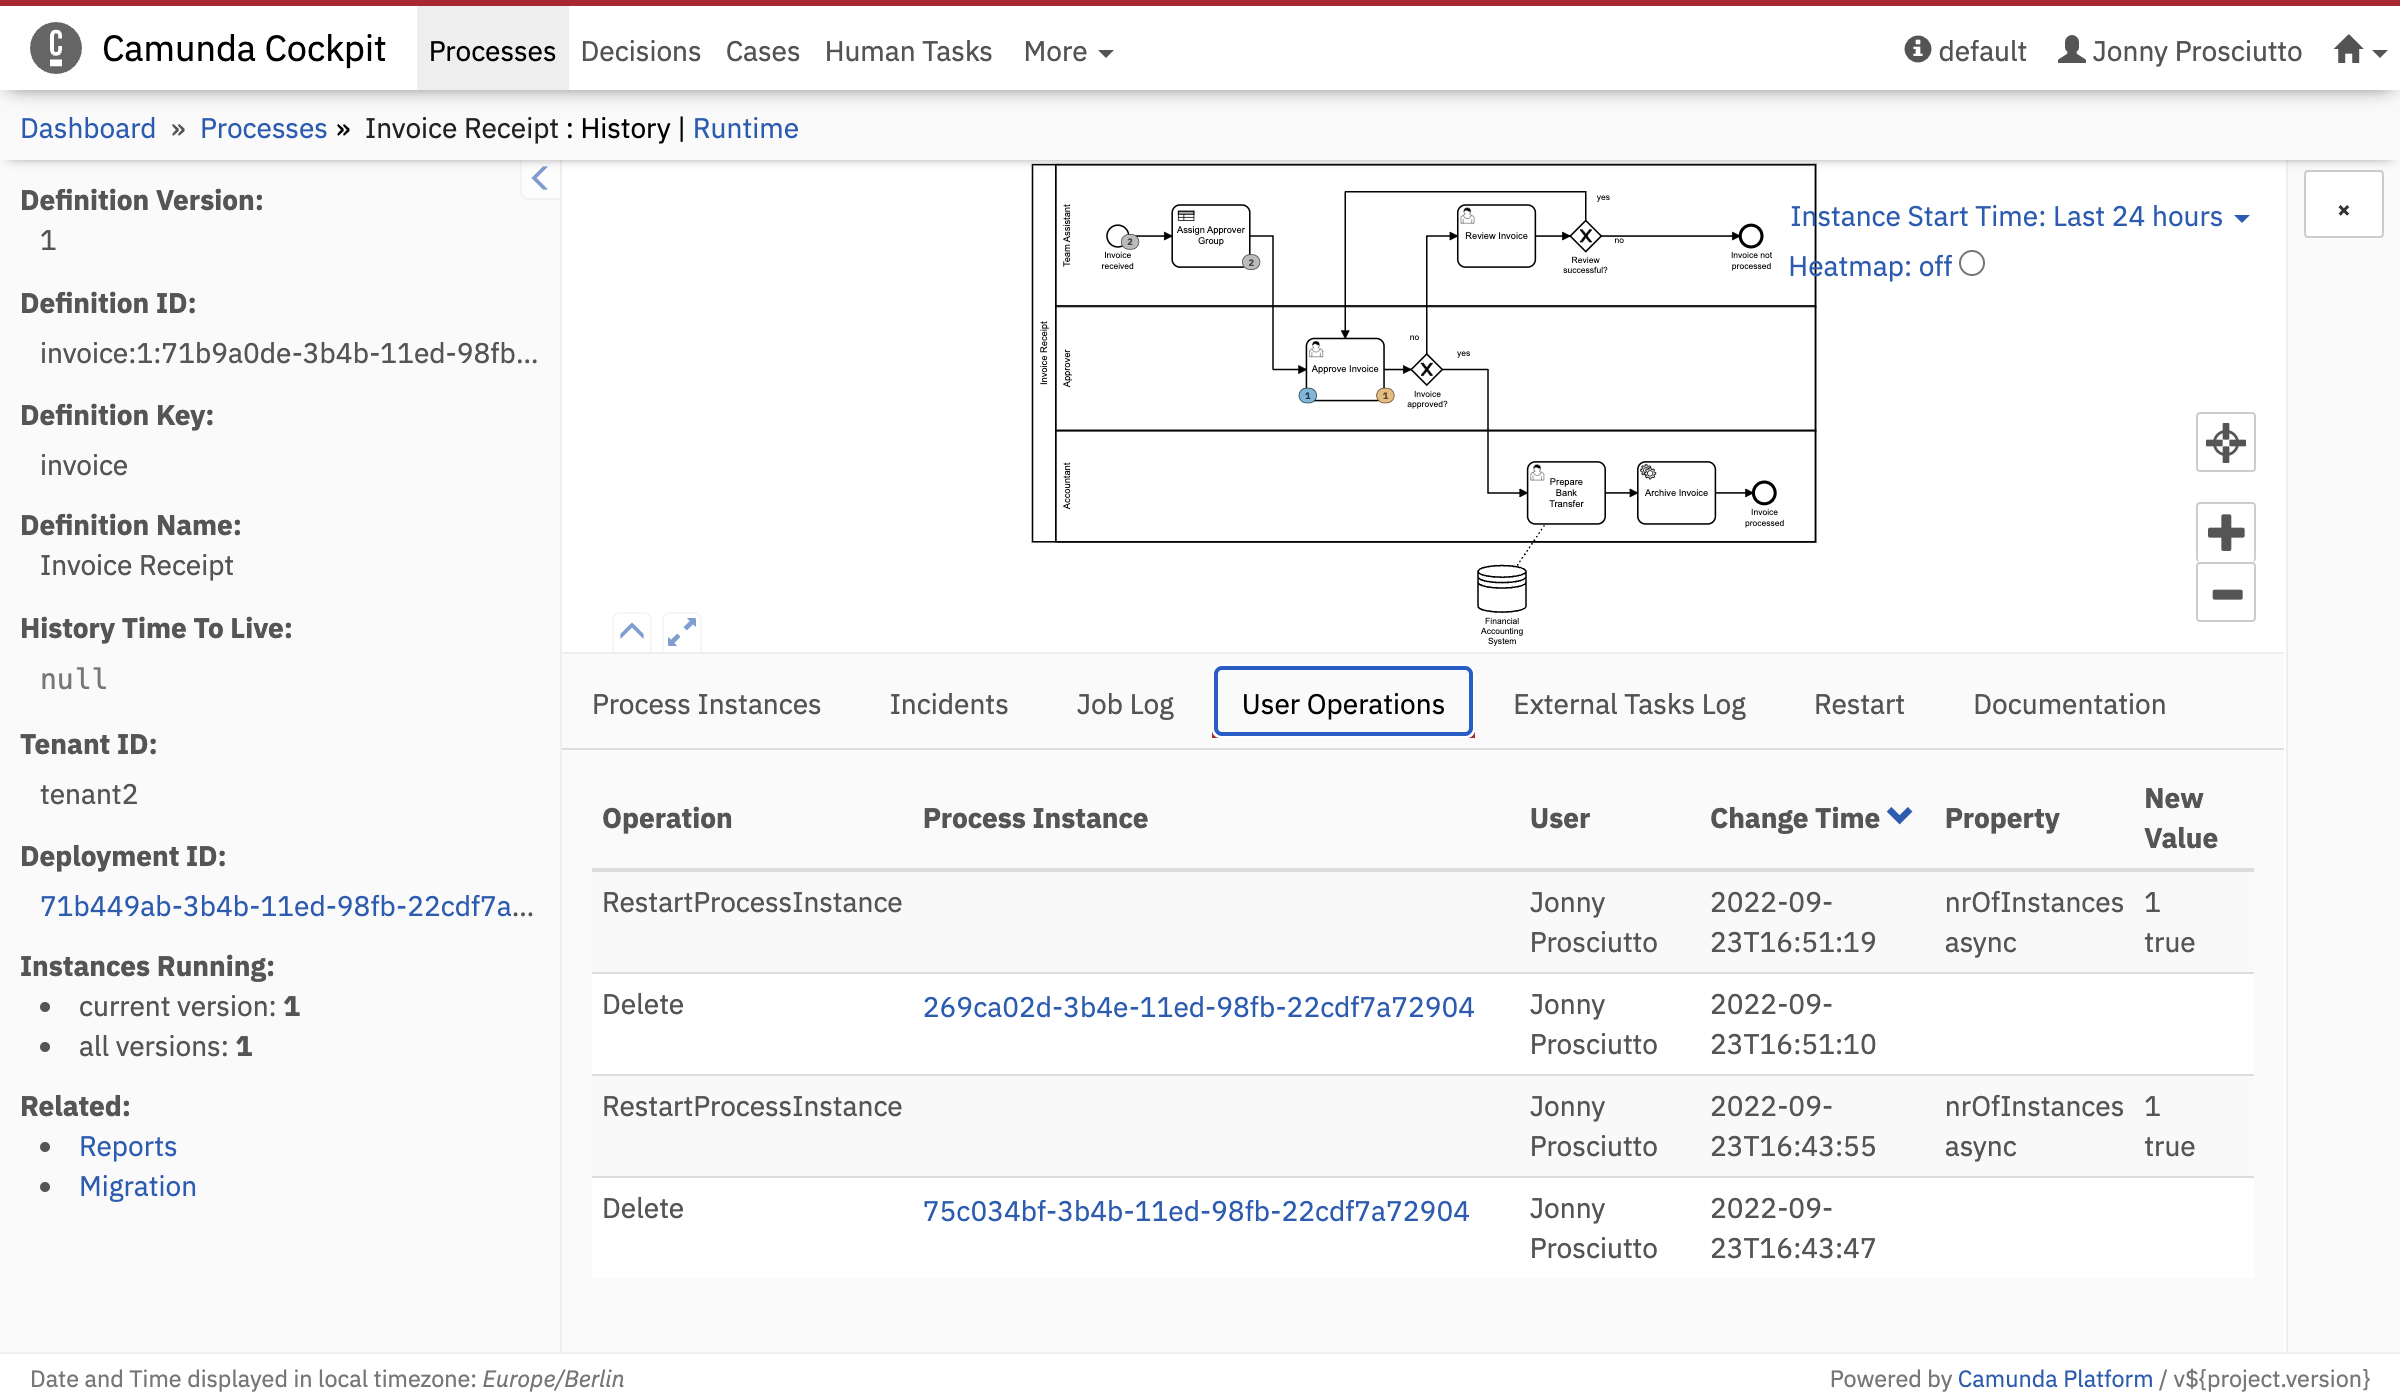 Camunda Cockpit
Processes
Decisions
Cases
Human Tasks
More
default
Jonny Prosciutto
Dashboard » Processes » Invoice Receipt : History | Runtime
Definition Version:
1
Definition ID:
invoice:1:71b9a0de-3b4b-11ed-98fb...
Definition Key:
invoice
Definition Name:
Invoice Receipt
History Time To Live:
null
Tenant ID:
tenant2
Deployment ID:
71b449ab-3b4b-11ed-98fb-22cdf7a...
Instances Running:
current version: 1
all versions: 1
Related:
Reports
Migration
Invoice Receipt
Team Assistant
Approver
Accountant
2
Invoice
received
Assign Approver
Group
2
Review Invoice
yes
no
Review
successful?
Invoice not
processed
Approve Invoice
1
1
no
yes
Invoice
approved?
Prepare
Bank
Transfer
Archive Invoice
Invoice
processed
Financial
Accounting
System
Instance Start Time: Last 24 hours
Heatmap: off
×
Process Instances
Incidents
Job Log
User Operations
External Tasks Log
Restart
Documentation
Operation Process Instance User Change Time Property New
Value
RestartProcessInstance Jonny 2022-09- nrOfInstances 1
Prosciutto 23T16:51:19 async true
Delete 269ca02d-3b4e-11ed-98fb-22cdf7a72904 Jonny 2022-09-
Prosciutto 23T16:51:10
RestartProcessInstance Jonny 2022-09- nrOfInstances 1
Prosciutto 23T16:43:55 async true
Delete 75c034bf-3b4b-11ed-98fb-22cdf7a72904 Jonny 2022-09-
Prosciutto 23T16:43:47
Date and Time displayed in local timezone: Europe/Berlin
Powered by Camunda Platform / v${project.version}